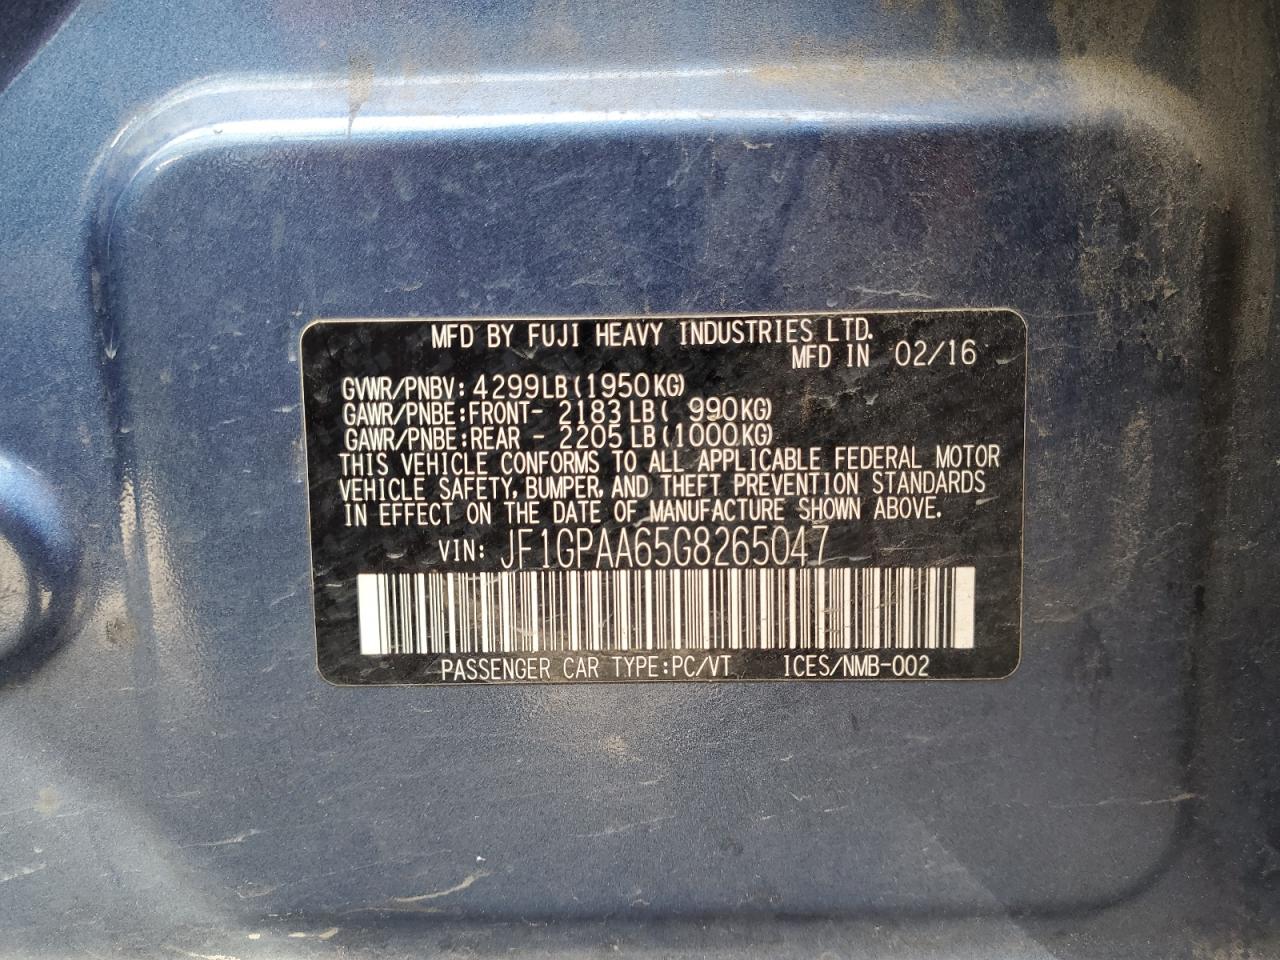 MFD BY FUJI HEAVY INDUSTRIES LTD.
MFD IN 02/16
GVWR/PNBV: 4299LB(1950KG)
GAWR/PNBE:FRONT- 2183LB( 990KG)
GAWR/PNBE:REAR - 2205LB(1000KG)
THIS VEHICLE CONFORMS TO ALL APPLICABLE FEDERAL MOTOR
VEHICLE SAFETY, BUMPER, AND THEFT PREVENTION STANDARDS
IN EFFECT ON THE DATE OF MANUFACTURE SHOWN ABOVE.
VIN: JF1GPAA65G8265047
PASSENGER CAR TYPE:PC/VT ICES/NMB-002